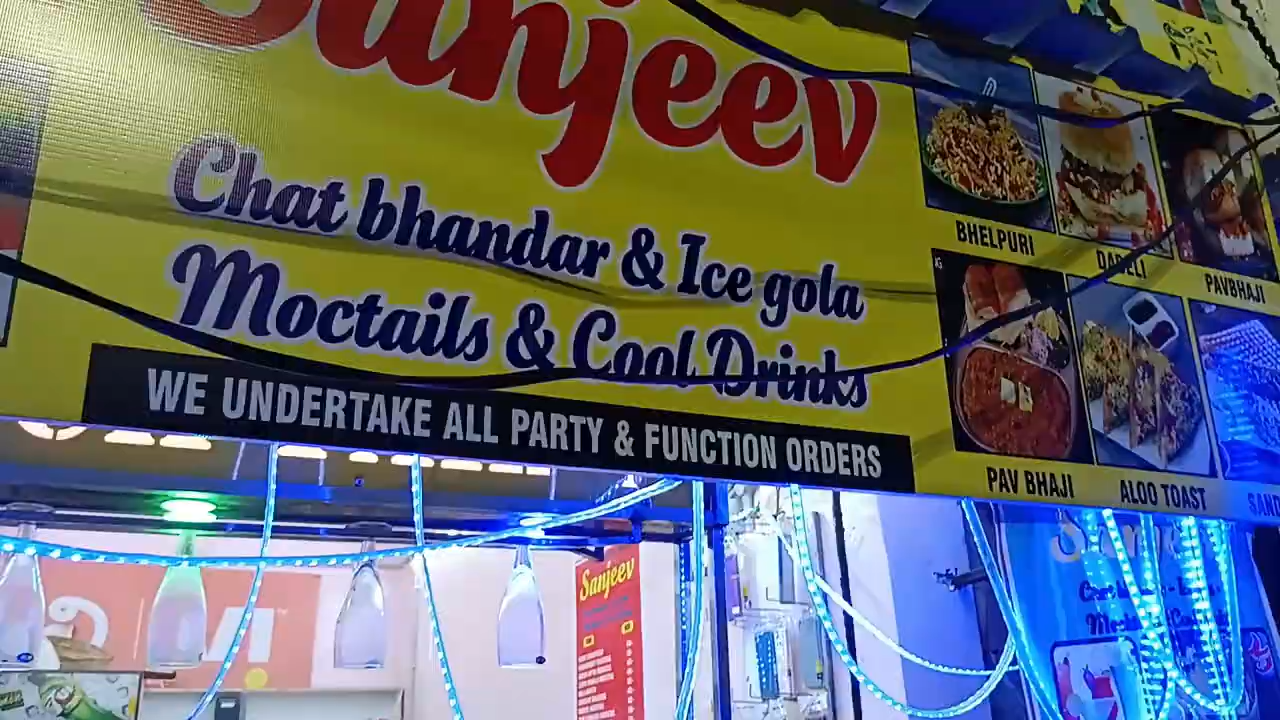 Sanjeev
Chat bhandar & Ice gola
Moctails & Cool Drinks
WE UNDERTAKE ALL PARTY & FUNCTION ORDERS
BHELPURI
DABELI
PAVBHAJI
PAV BHAJI
ALOO TOAST
Sanjeev